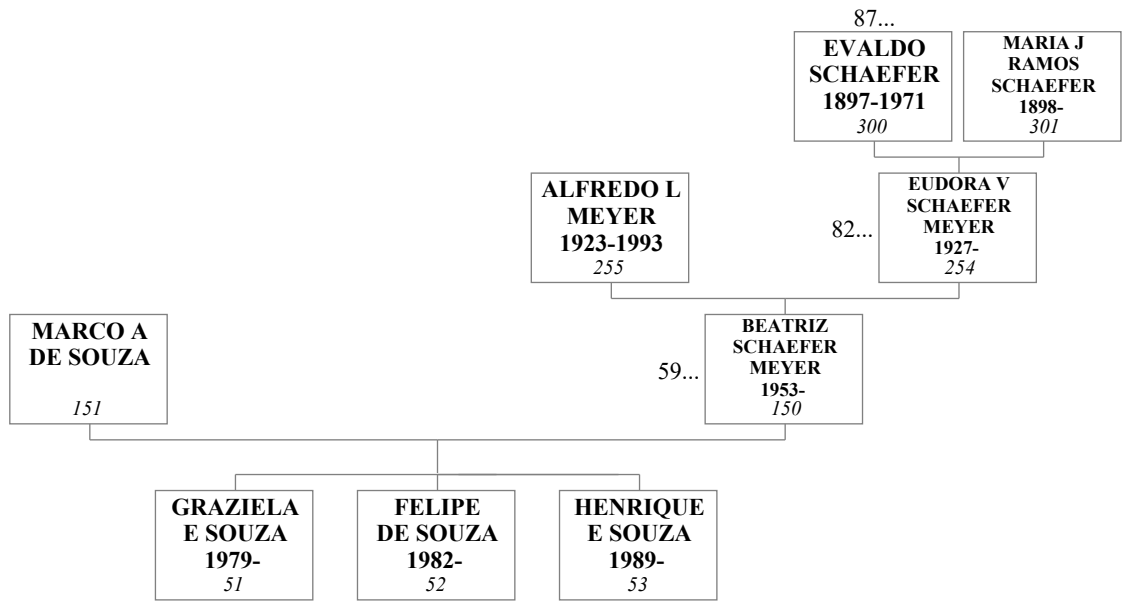 87...
EVALDO
SCHAEFER
1897-1971
300
MARIA J
RAMOS
SCHAEFER
1898-
301
ALFREDO L
MEYER
1923-1993
255
82...
EUDORA V
SCHAEFER
MEYER
1927-
254
MARCO A
DE SOUZA
151
59...
BEATRIZ
SCHAEFER
MEYER
1953-
150
GRAZIELA
E SOUZA
1979-
51
FELIPE
DE SOUZA
1982-
52
HENRIQUE
E SOUZA
1989-
53